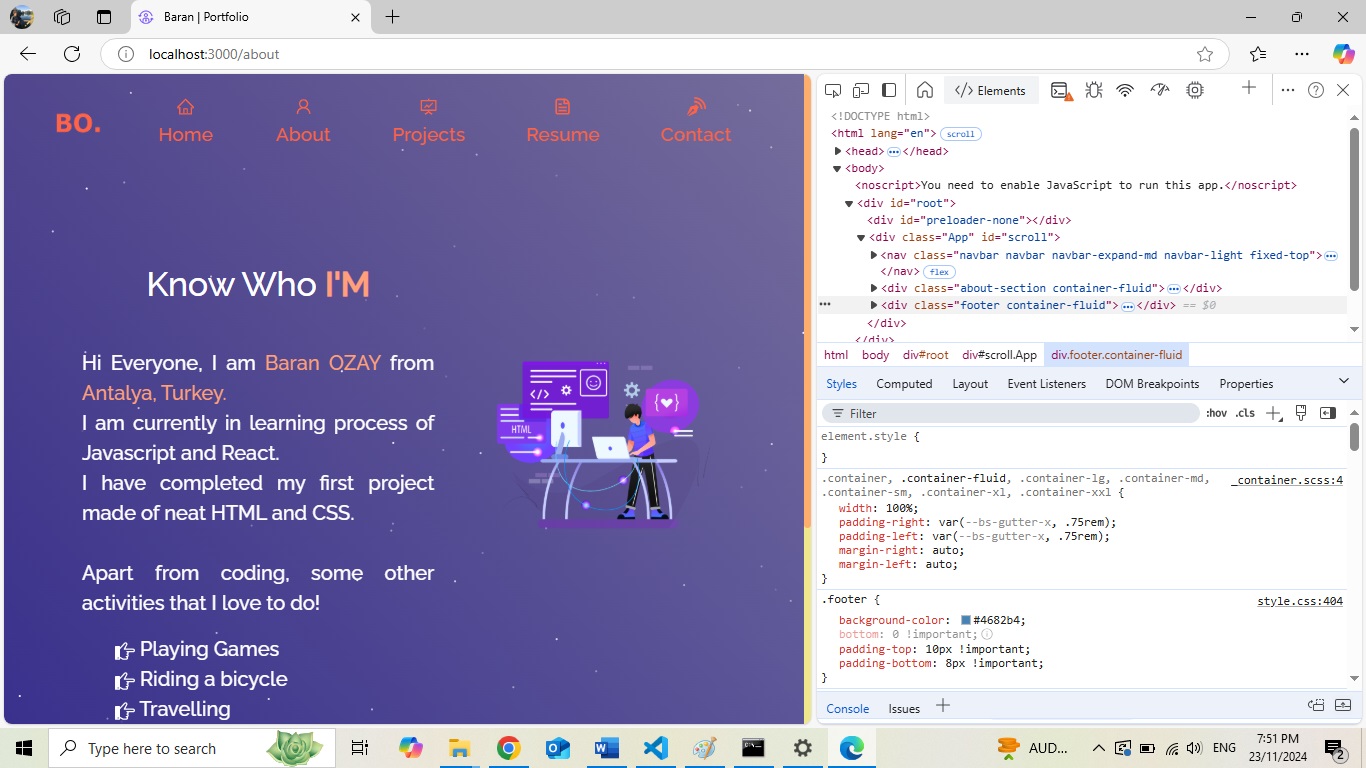 Baran | Portfolio
localhost:3000/about
BO.
Home
About
Projects
Resume
Contact
Know Who I'M
Hi Everyone, I am Baran OZAY from
Antalya, Turkey.
I am currently in learning process of
Javascript and React.
I have completed my first project
made of neat HTML and CSS.
Apart from coding, some other
activities that I love to do!
Playing Games
Riding a bicycle
Travelling
HTML
</>
Elements
<!DOCTYPE html>
<html lang="en"> scroll
<head> ••• </head>
<body>
<noscript>You need to enable JavaScript to run this app.</noscript>
<div id="root">
<div id="preloader-none"></div>
<div class="App" id="scroll">
<nav class="navbar navbar navbar-expand-md navbar-light fixed-top"> •••
</nav> flex
<div class="about-section container-fluid"> ••• </div>
••• <div class="footer container-fluid"> ••• </div> == $0
</div>
</div>
html body div#root div#scroll.App div.footer.container-fluid
Styles Computed Layout Event Listeners DOM Breakpoints Properties
Filter :hov .cls
element.style {
}
.container, .container-fluid, .container-lg, .container-md, _container.scss:4
.container-sm, .container-xl, .container-xxl {
width: 100%;
padding-right: var(--bs-gutter-x, .75rem);
padding-left: var(--bs-gutter-x, .75rem);
margin-right: auto;
margin-left: auto;
}
.footer { style.css:404
background-color: #4682b4;
bottom: 0 !important;
padding-top: 10px !important;
padding-bottom: 8px !important;
}
Console Issues
Type here to search
AUD...
ENG
7:51 PM
23/11/2024
2